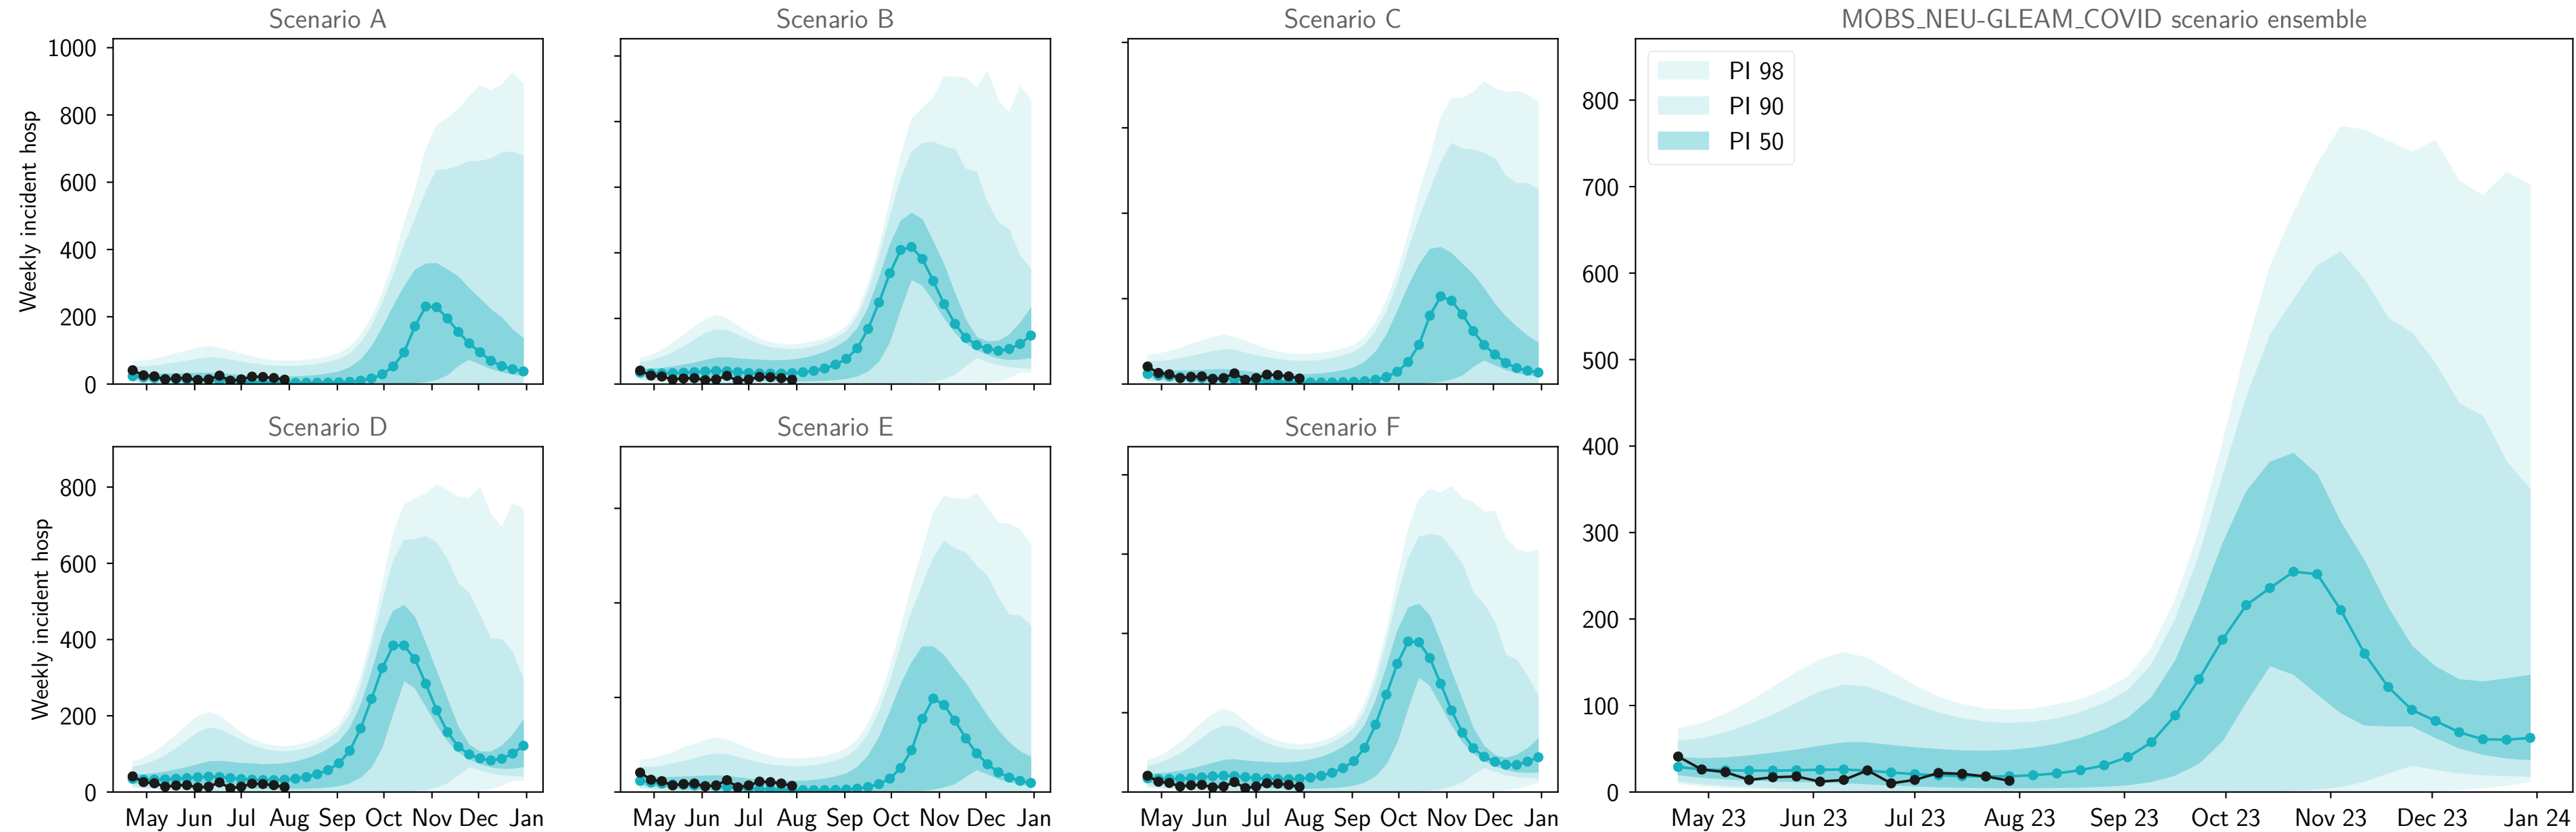 Scenario A
Scenario B
Scenario C
MOBS_NEU-GLEAM_COVID scenario ensemble
Weekly incident hosp
1000
800
600
400
200
0
PI 98
PI 90
PI 50
800
700
600
500
400
300
200
100
0
May 23 Jun 23 Jul 23 Aug 23 Sep 23 Oct 23 Nov 23 Dec 23 Jan 24
Scenario D
Scenario E
Scenario F
Weekly incident hosp
800
600
400
200
0
May Jun Jul Aug Sep Oct Nov Dec Jan
May Jun Jul Aug Sep Oct Nov Dec Jan
May Jun Jul Aug Sep Oct Nov Dec Jan